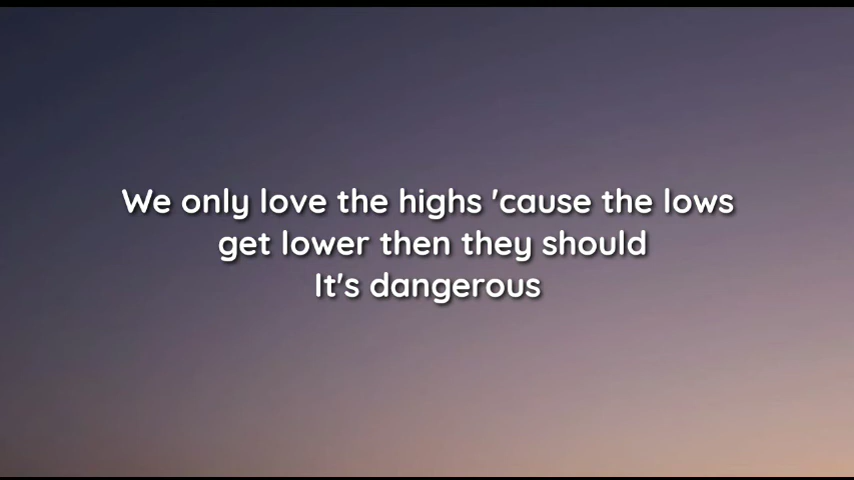 We only love the highs 'cause the lows
get lower then they should
It's dangerous